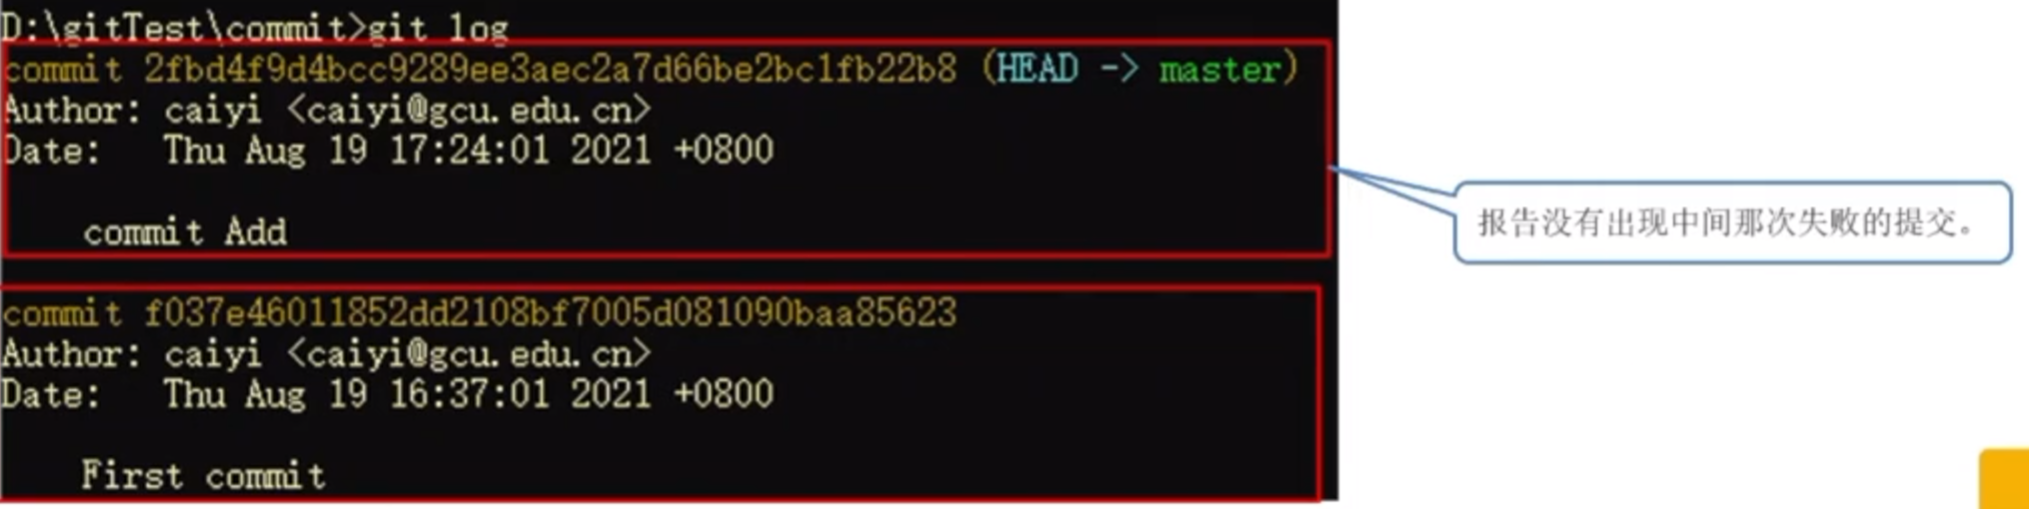 D:\gitTest\commit>git log
commit 2fbd4f9d4bcc9289ee3aec2a7d66be2bc1fb22b8 (HEAD -> master)
Author: caiyi <caiyi@gcu.edu.cn>
Date:   Thu Aug 19 17:24:01 2021 +0800
commit Add
报告没有出现中间那次失败的提交。
commit f037e46011852dd2108bf7005d081090baa85623
Author: caiyi <caiyi@gcu.edu.cn>
Date:   Thu Aug 19 16:37:01 2021 +0800
First commit